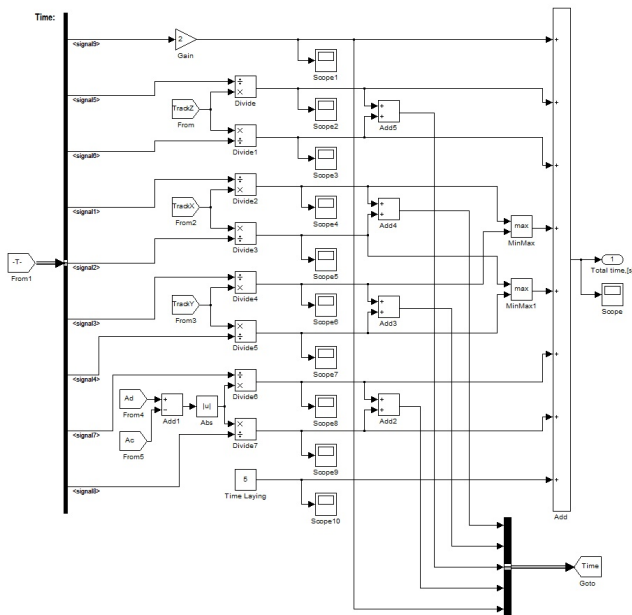 Time:
<signal9>
2
Gain
Scope1
<signal5>
÷
×
Divide
TrackZ
From
Scope2
+
+
Add5
<signal6>
×
÷
Divide1
Scope3
<signal1>
÷
×
Divide2
TrackX
From2
Scope4
+
+
Add4
max
MinMax
<signal2>
×
÷
Divide3
Scope5
-T-
From1
1
Total time.[s
Scope
<signal3>
÷
×
Divide4
TrackY
From3
Scope6
+
+
Add3
max
MinMax1
<signal4>
×
÷
Divide5
Scope7
<signal7>
÷
×
Divide6
Ad
From4
+
−
Add1
|u|
Abs
Scope8
+
+
Add2
Ac
From5
×
÷
Divide7
Scope9
<signal8>
5
Time Laying
Scope10
+
+
+
+
+
+
+
+
Add
Time
Goto